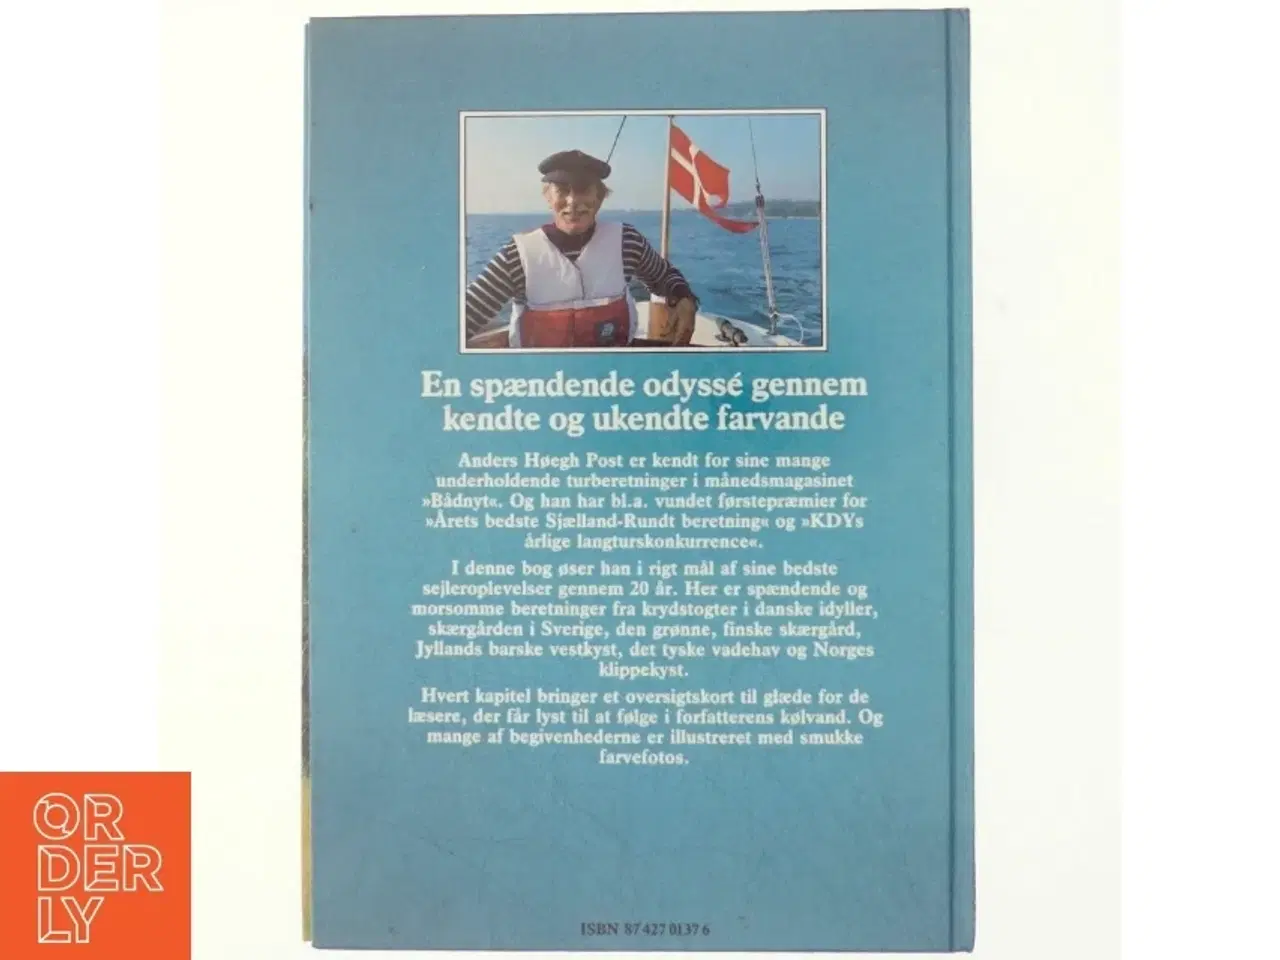 En spændende odyssé gennem
kendte og ukendte farvande
Anders Høegh Post er kendt for sine mange
underholdende turberetninger i månedsmagasinet
»Bådnyt«. Og han har bl.a. vundet førstepræmier for
»Årets bedste Sjælland-Rundt beretning« og »KDYs
årlige langturskonkurrence«.
I denne bog øser han i rigt mål af sine bedste
sejleroplevelser gennem 20 år. Her er spændende og
morsomme beretninger fra krydstogter i danske idyller,
skærgården i Sverige, den grønne, finske skærgård,
Jyllands barske vestkyst, det tyske vadehav og Norges
klippekyst.
Hvert kapitel bringer et oversigtskort til glæde for de
læsere, der får lyst til at følge i forfatterens kølvand. Og
mange af begivenhederne er illustreret med smukke
farvefotos.
ISBN 87 427 0137 6
OR
DER
LY